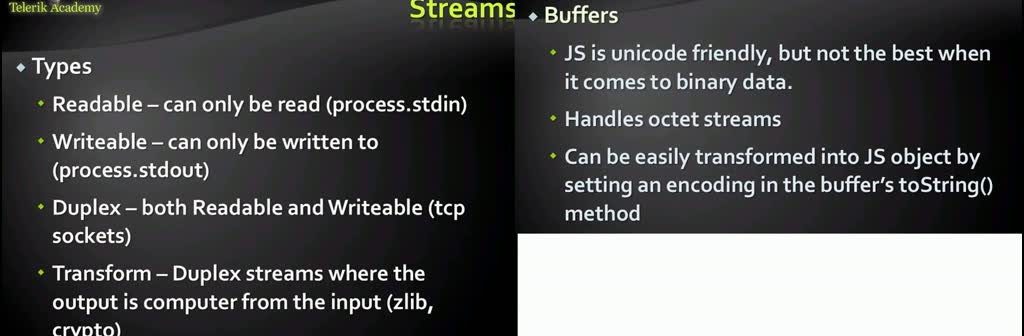 Telerik Academy
Streams
Types
Readable – can only be read (process.stdin)
Writeable – can only be written to
(process.stdout)
Duplex – both Readable and Writeable (tcp
sockets)
Transform – Duplex streams where the
output is computer from the input (zlib,
crypto)
Buffers
JS is unicode friendly, but not the best when
it comes to binary data.
Handles octet streams
Can be easily transformed into JS object by
setting an encoding in the buffer's toString()
method